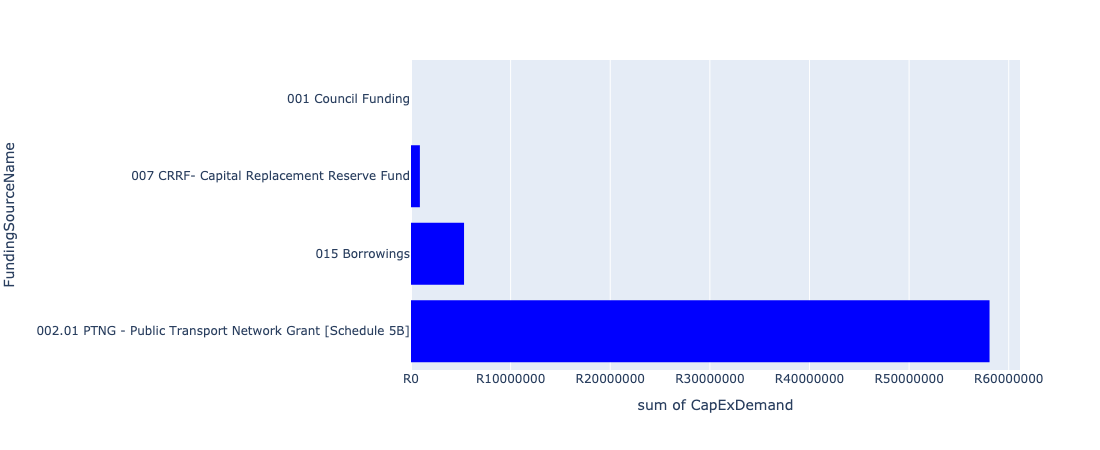 FundingSourceName
001 Council Funding
007 CRRF- Capital Replacement Reserve Fund
015 Borrowings
002.01 PTNG - Public Transport Network Grant [Schedule 5B]
R0 R10000000 R20000000 R30000000 R40000000 R50000000 R60000000
sum of CapExDemand